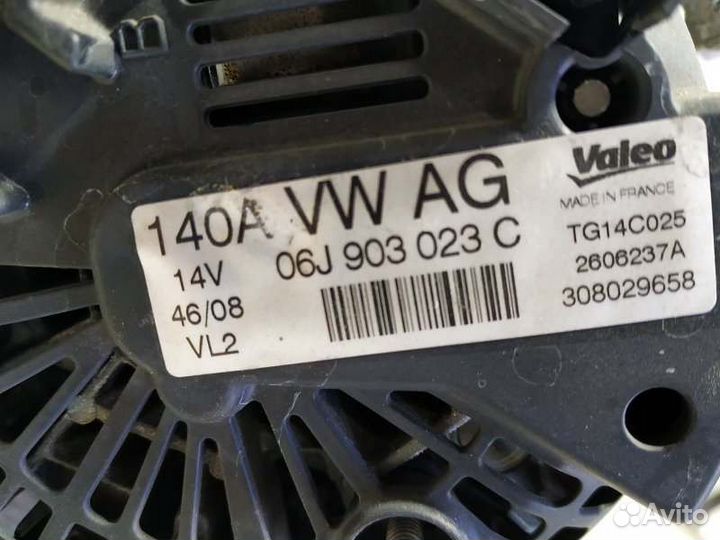 B
140A VW AG
14V 06J 903 023 C
46/08
VL2
Valeo
MADE IN FRANCE
TG14C025
2606237A
308029658
Avito